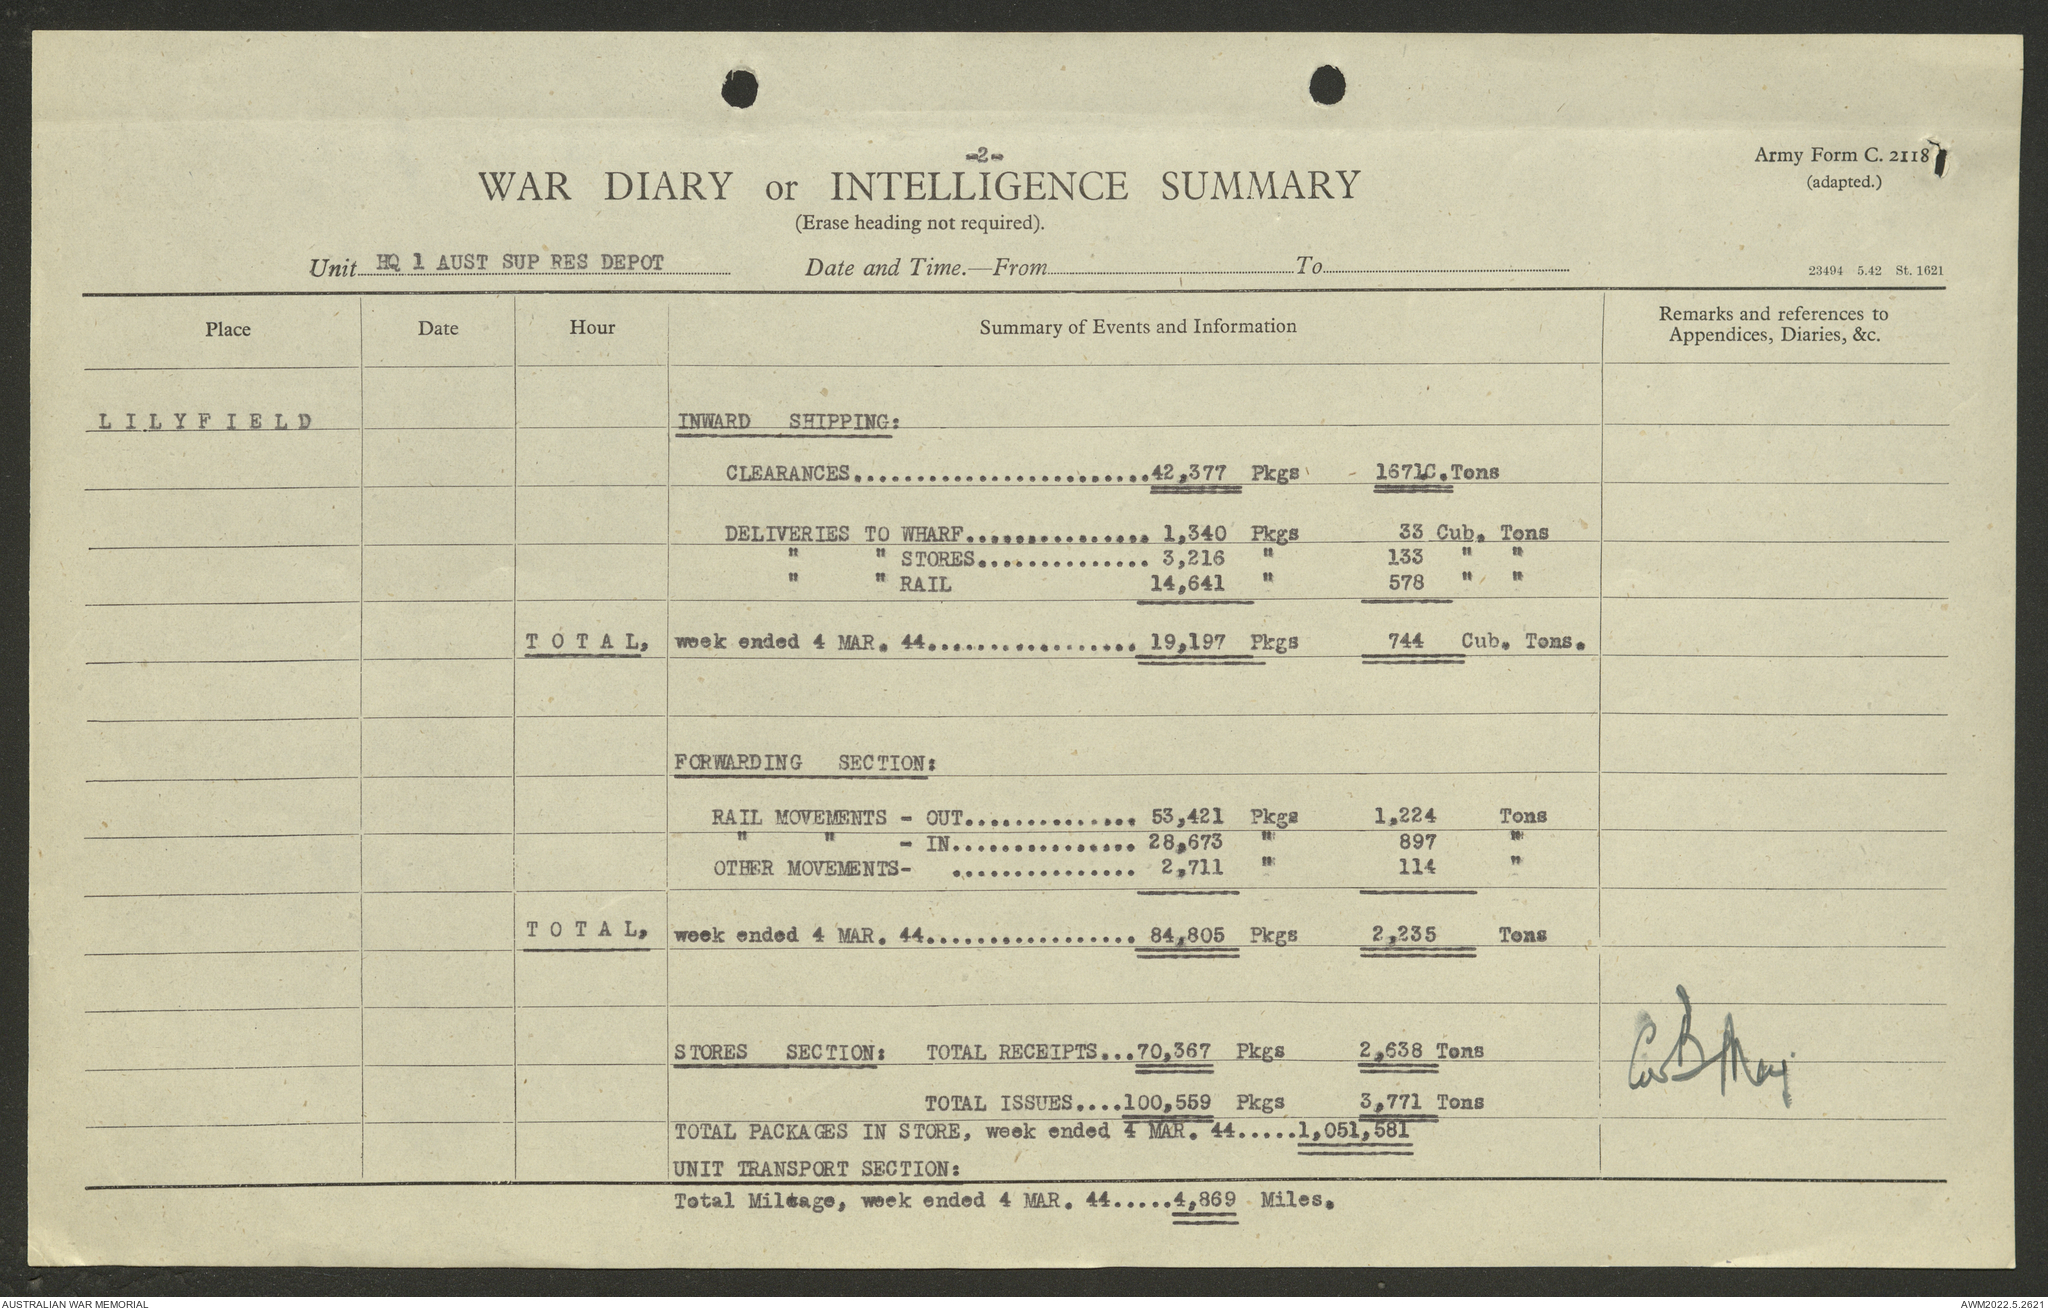 -2-
WAR DIARY or INTELLIGENCE SUMMARY
Army Form C. 2118
(adapted.)
(Erase heading not required).
Unit HQ 1 AUST SUP RES DEPOT Date and Time.—From To
23494 5.42 St. 1621
Place Date Hour Summary of Events and Information Remarks and references to Appendices, Diaries, &c.
LILYFIELD INWARD SHIPPING:
CLEARANCES........................42,377 Pkgs 1671C.Tons
DELIVERIES TO WHARF............... 1,340 Pkgs 33 Cub. Tons
" " STORES.............. 3,216 " 133 " "
" " RAIL 14,641 " 578 " "
TOTAL, week ended 4 MAR. 44................. 19,197 Pkgs 744 Cub. Tons.
FORWARDING SECTION:
RAIL MOVEMENTS - OUT.............. 53,421 Pkgs 1,224 Tons
" " - IN............... 28,673 " 897 "
OTHER MOVEMENTS- ............... 2,711 " 114 "
TOTAL, week ended 4 MAR. 44................. 84,805 Pkgs 2,235 Tons
STORES SECTION: TOTAL RECEIPTS...70,367 Pkgs 2,638 Tons
TOTAL ISSUES....100,559 Pkgs 3,771 Tons
TOTAL PACKAGES IN STORE, week ended 4 MAR. 44.....1,051,581
UNIT TRANSPORT SECTION:
Total Mileage, week ended 4 MAR. 44.....4,869 Miles.
AUSTRALIAN WAR MEMORIAL
AWM2022.5.2621